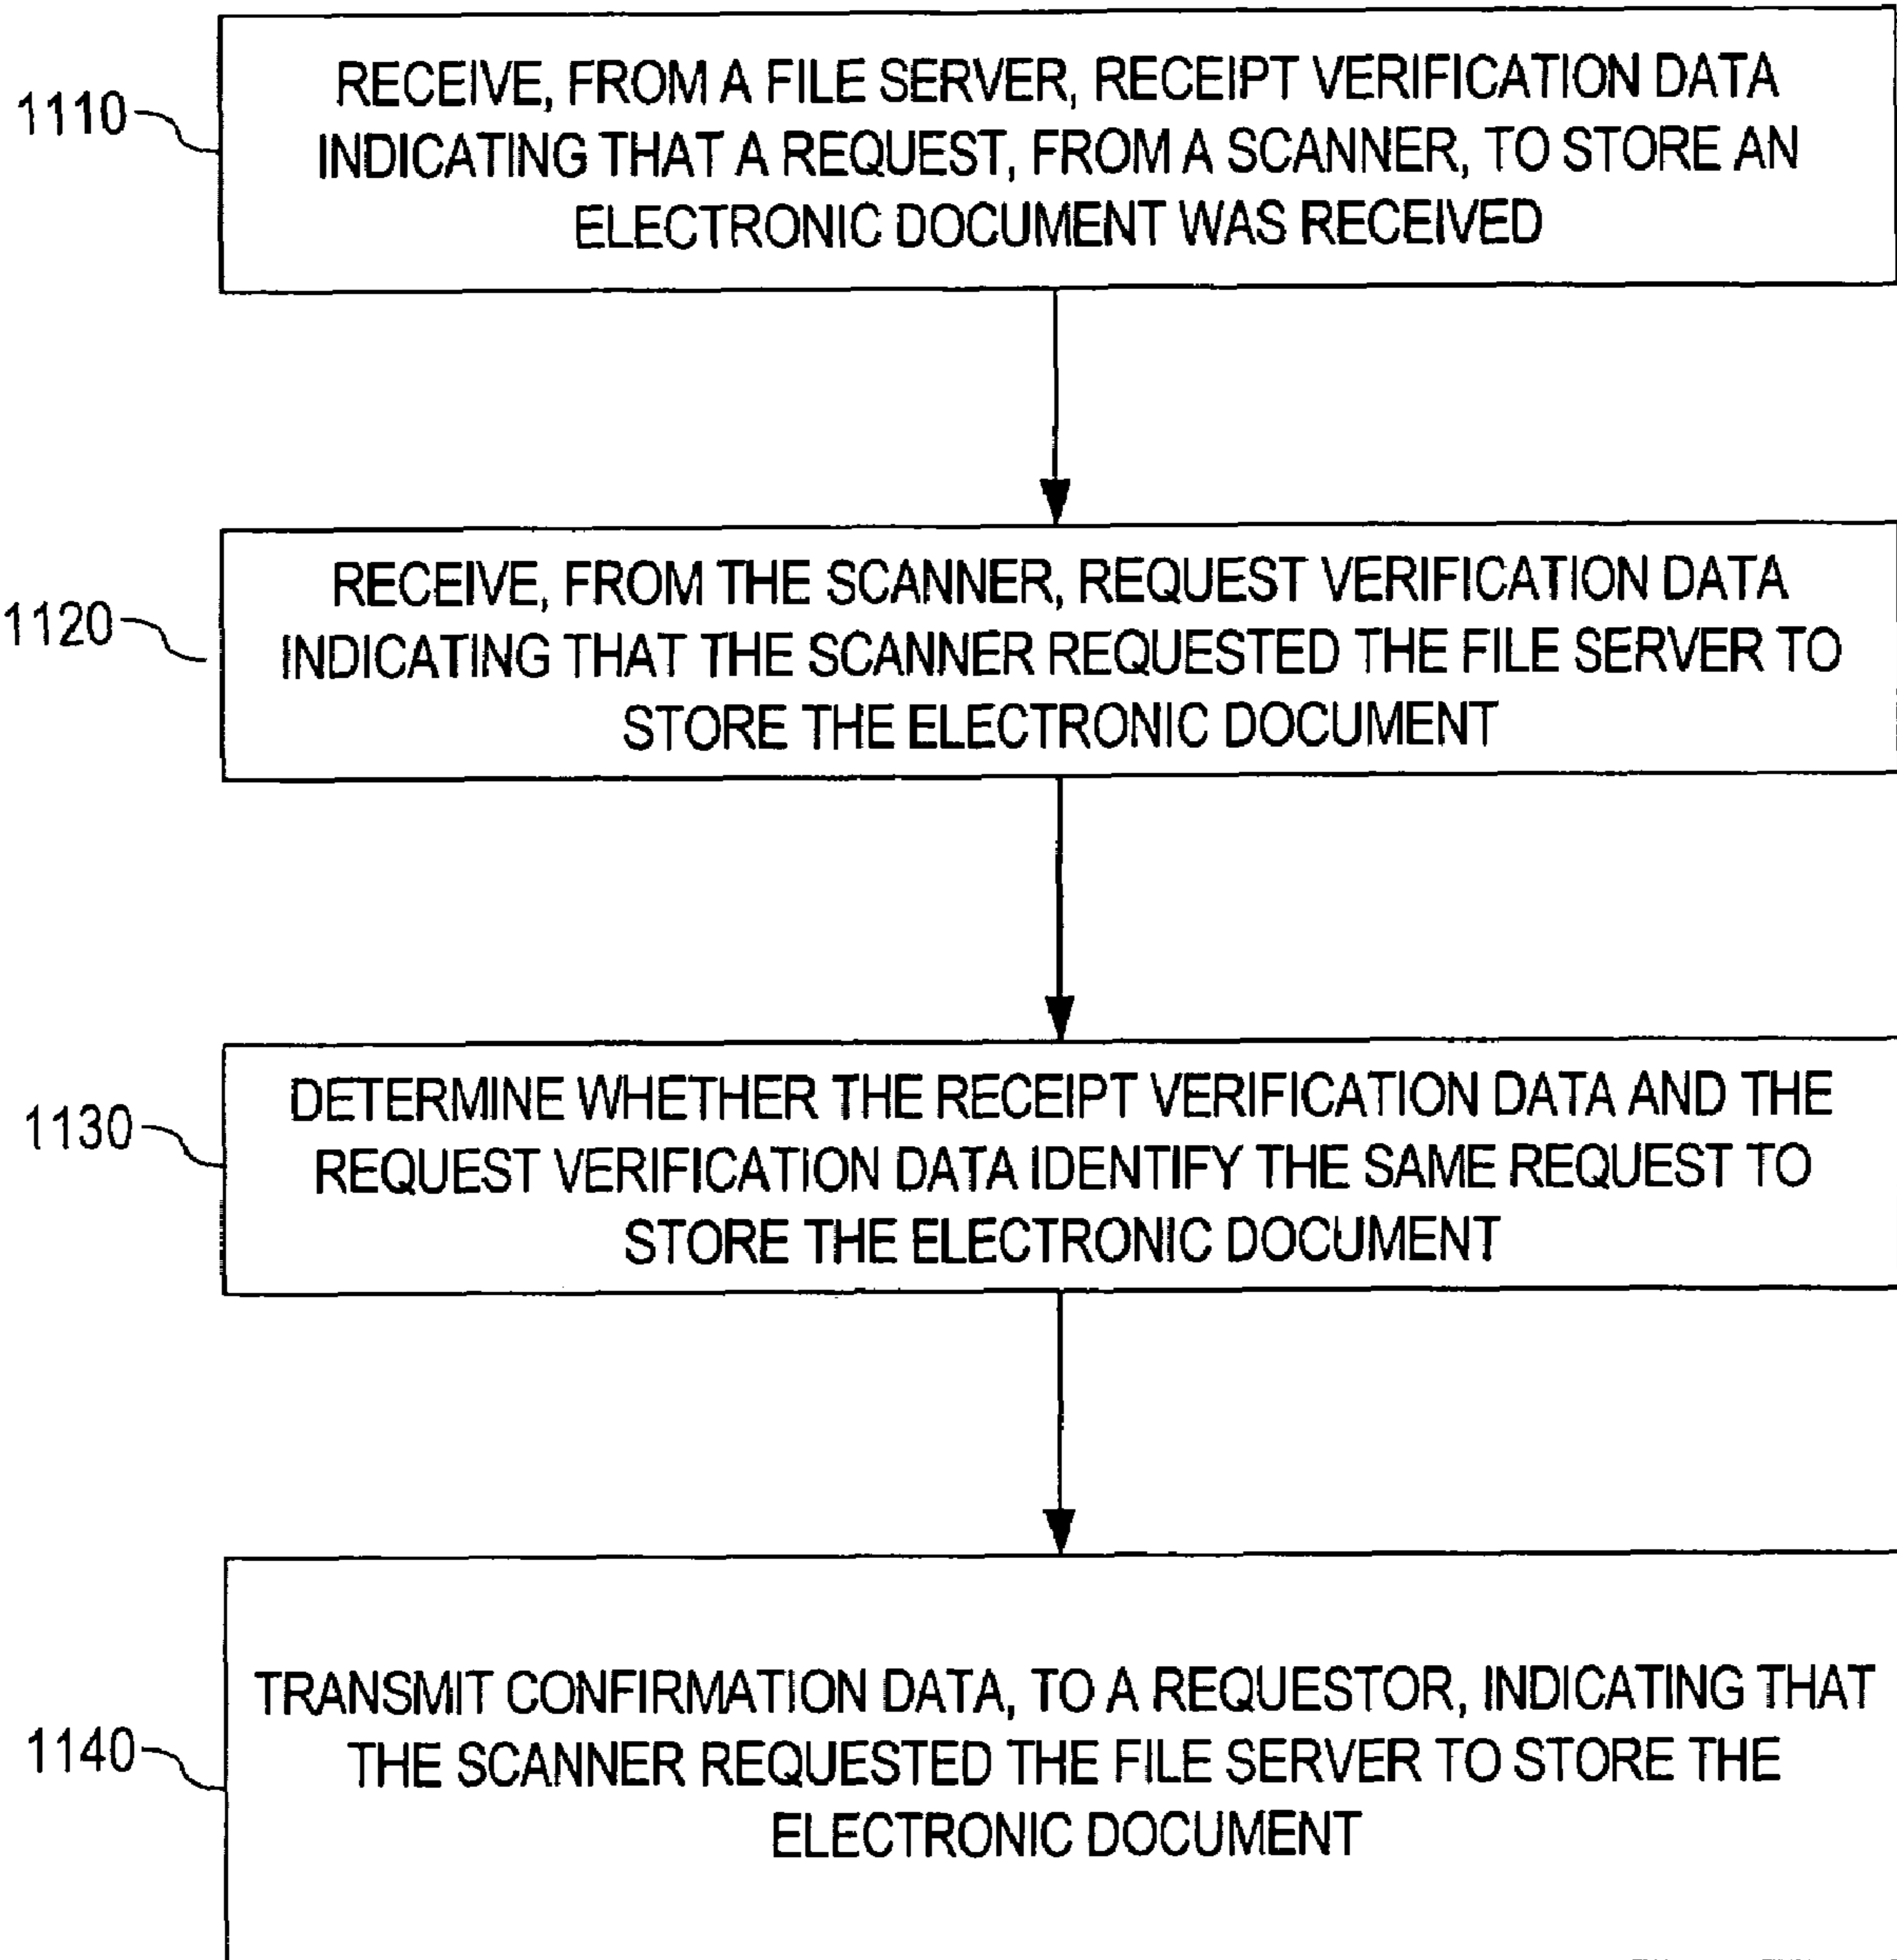 1110
RECEIVE, FROM A FILE SERVER, RECEIPT VERIFICATION DATA
INDICATING THAT A REQUEST, FROM A SCANNER, TO STORE AN
ELECTRONIC DOCUMENT WAS RECEIVED
1120
RECEIVE, FROM THE SCANNER, REQUEST VERIFICATION DATA
INDICATING THAT THE SCANNER REQUESTED THE FILE SERVER TO
STORE THE ELECTRONIC DOCUMENT
1130
DETERMINE WHETHER THE RECEIPT VERIFICATION DATA AND THE
REQUEST VERIFICATION DATA IDENTIFY THE SAME REQUEST TO
STORE THE ELECTRONIC DOCUMENT
1140
TRANSMIT CONFIRMATION DATA, TO A REQUESTOR, INDICATING THAT
THE SCANNER REQUESTED THE FILE SERVER TO STORE THE
ELECTRONIC DOCUMENT